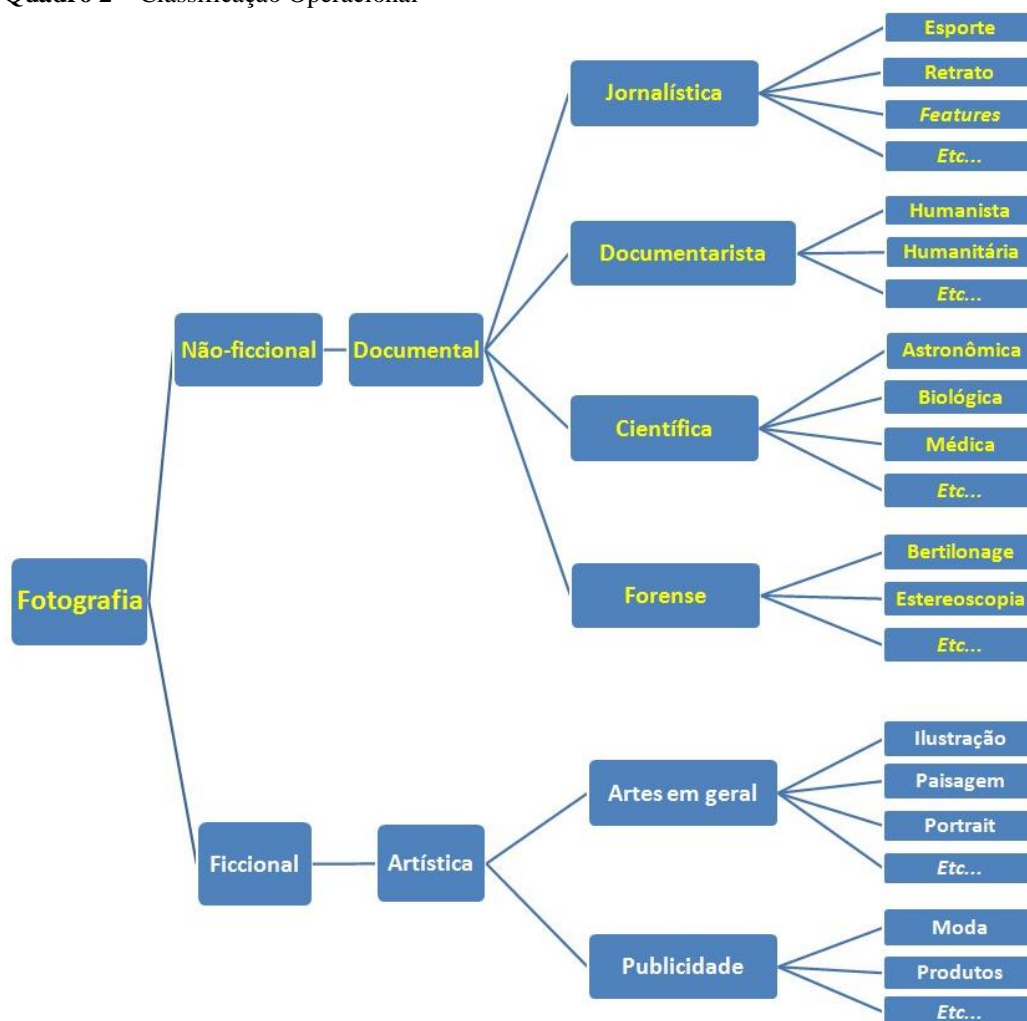 Quadro 2 – Classificação Operacional
Esporte
Jornalística
Retrato
Features
Etc...
Humanista
Documentarista
Humanitária
Etc...
Não-ficcional
Documental
Astronômica
Biológica
Científica
Médica
Etc...
Fotografia
Bertilonage
Forense
Estereoscopia
Etc...
Ilustração
Artes em geral
Paisagem
Portrait
Etc...
Ficcional
Artística
Moda
Publicidade
Produtos
Etc...